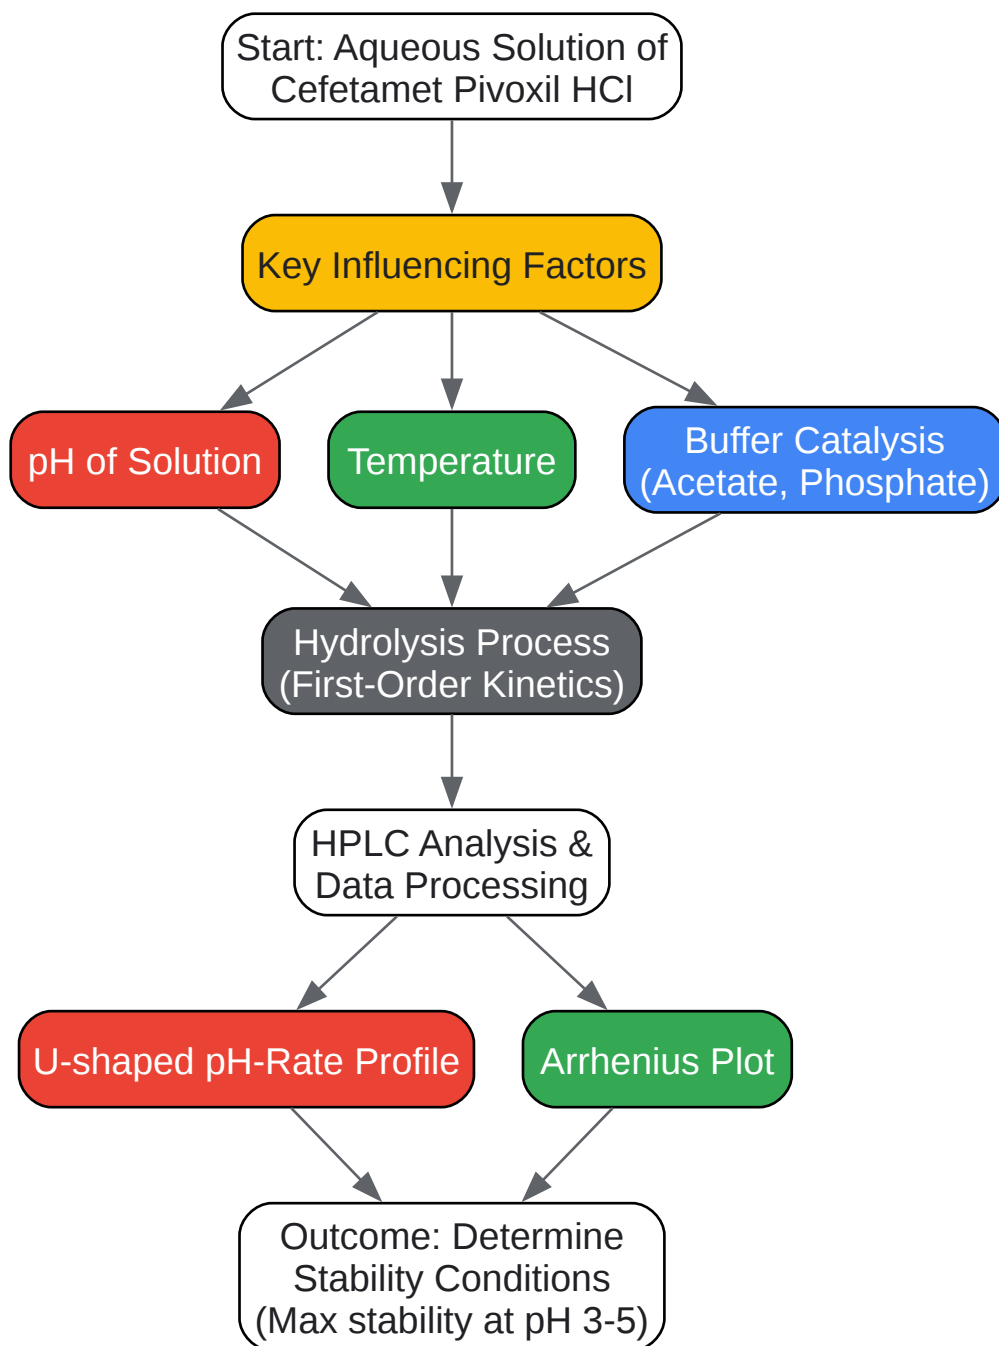 Start: Aqueous Solution of
Cefetamet Pivoxil HCl
Key Influencing Factors
pH of Solution
Temperature
Buffer Catalysis
(Acetate, Phosphate)
Hydrolysis Process
(First-Order Kinetics)
HPLC Analysis &
Data Processing
U-shaped pH-Rate Profile
Arrhenius Plot
Outcome: Determine
Stability Conditions
(Max stability at pH 3-5)